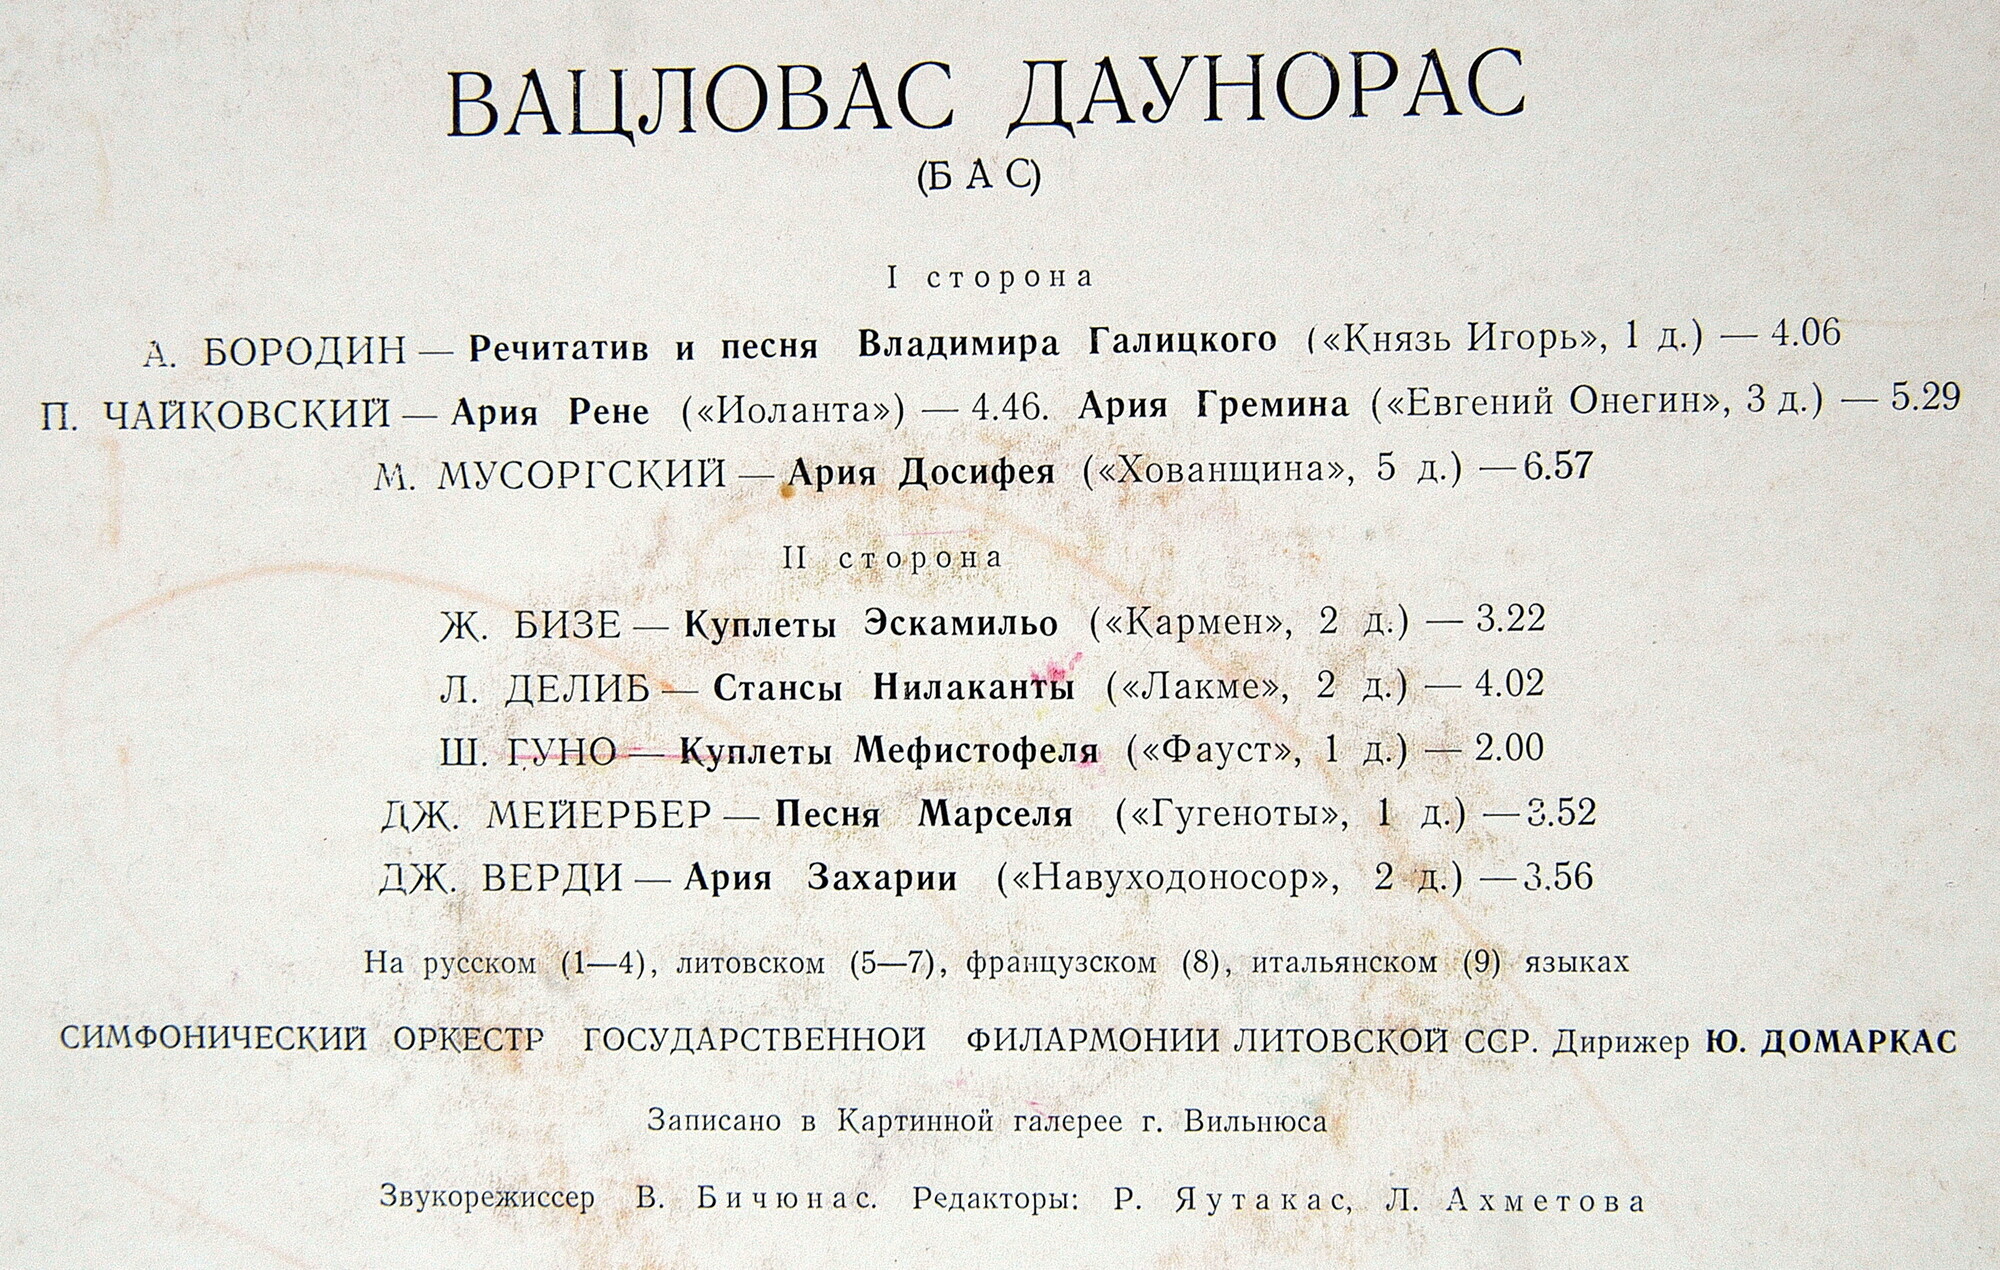 ВАЦЛОВАС ДАУНОРАС
(БАС)
I сторона
А. БОРОДИН — Речитатив и песня Владимира Галицкого («Князь Игорь», 1 д.) — 4.06
П. ЧАЙКОВСКИЙ — Ария Рене («Иоланта») — 4.46. Ария Гремина («Евгений Онегин», 3 д.) — 5.29
М. МУСОРГСКИЙ — Ария Досифея («Хованщина», 5 д.) — 6.57
II сторона
Ж. БИЗЕ — Куплеты Эскамильо («Кармен», 2 д.) — 3.22
Л. ДЕЛИБ — Стансы Нилаканты («Лакме», 2 д.) — 4.02
Ш. ГУНО — Куплеты Мефистофеля («Фауст», 1 д.) — 2.00
ДЖ. МЕЙЕРБЕР — Песня Марселя («Гугеноты», 1 д.) — 3.52
ДЖ. ВЕРДИ — Ария Захарии («Навуходоносор», 2 д.) — 3.56
На русском (1—4), литовском (5—7), французском (8), итальянском (9) языках
СИМФОНИЧЕСКИЙ ОРКЕСТР ГОСУДАРСТВЕННОЙ ФИЛАРМОНИИ ЛИТОВСКОЙ ССР. Дирижер Ю. ДОМАРКАС
Записано в Картинной галерее г. Вильнюса
Звукорежиссер В. Бичюнас. Редакторы: Р. Яутакас, Л. Ахметова